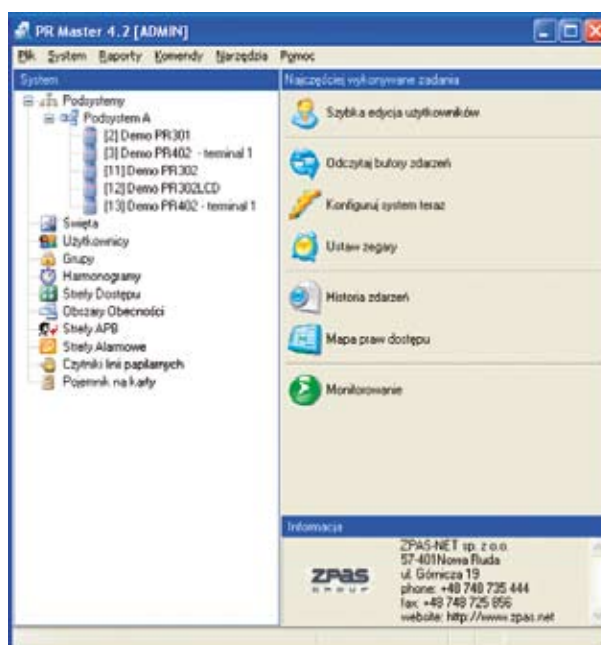 PR Master 4.2 [ADMIN]
Plik System Raporty Komendy Narzędzia Pomoc
System
Podsystemy
Podsystem A
[2] Demo PR301
[3] Demo PR402 - terminal 1
[11] Demo PR302
[12] Demo PR302LCD
[13] Demo PR402 - terminal 1
Święta
Użytkownicy
Grupy
Harmonogramy
Strefy Dostępu
Obszary Obecności
Strefy APB
Strefy Alarmowe
Czytniki linii papilarnych
Pojemnik na karty
Najczęściej wykonywane zadania
Szybka edycja użytkowników
Odczytaj bufory zdarzeń
Konfiguruj system teraz
Ustaw zegary
Historia zdarzeń
Mapa praw dostępu
Monitorowanie
Informacja
ZPAS
GROUP
ZPAS-NET sp. z o.o.
57-401 Nowa Ruda
ul. Górnicza 19
phone: +48 748 735 444
fax: +48 748 725 856
website: http://www.zpas.net